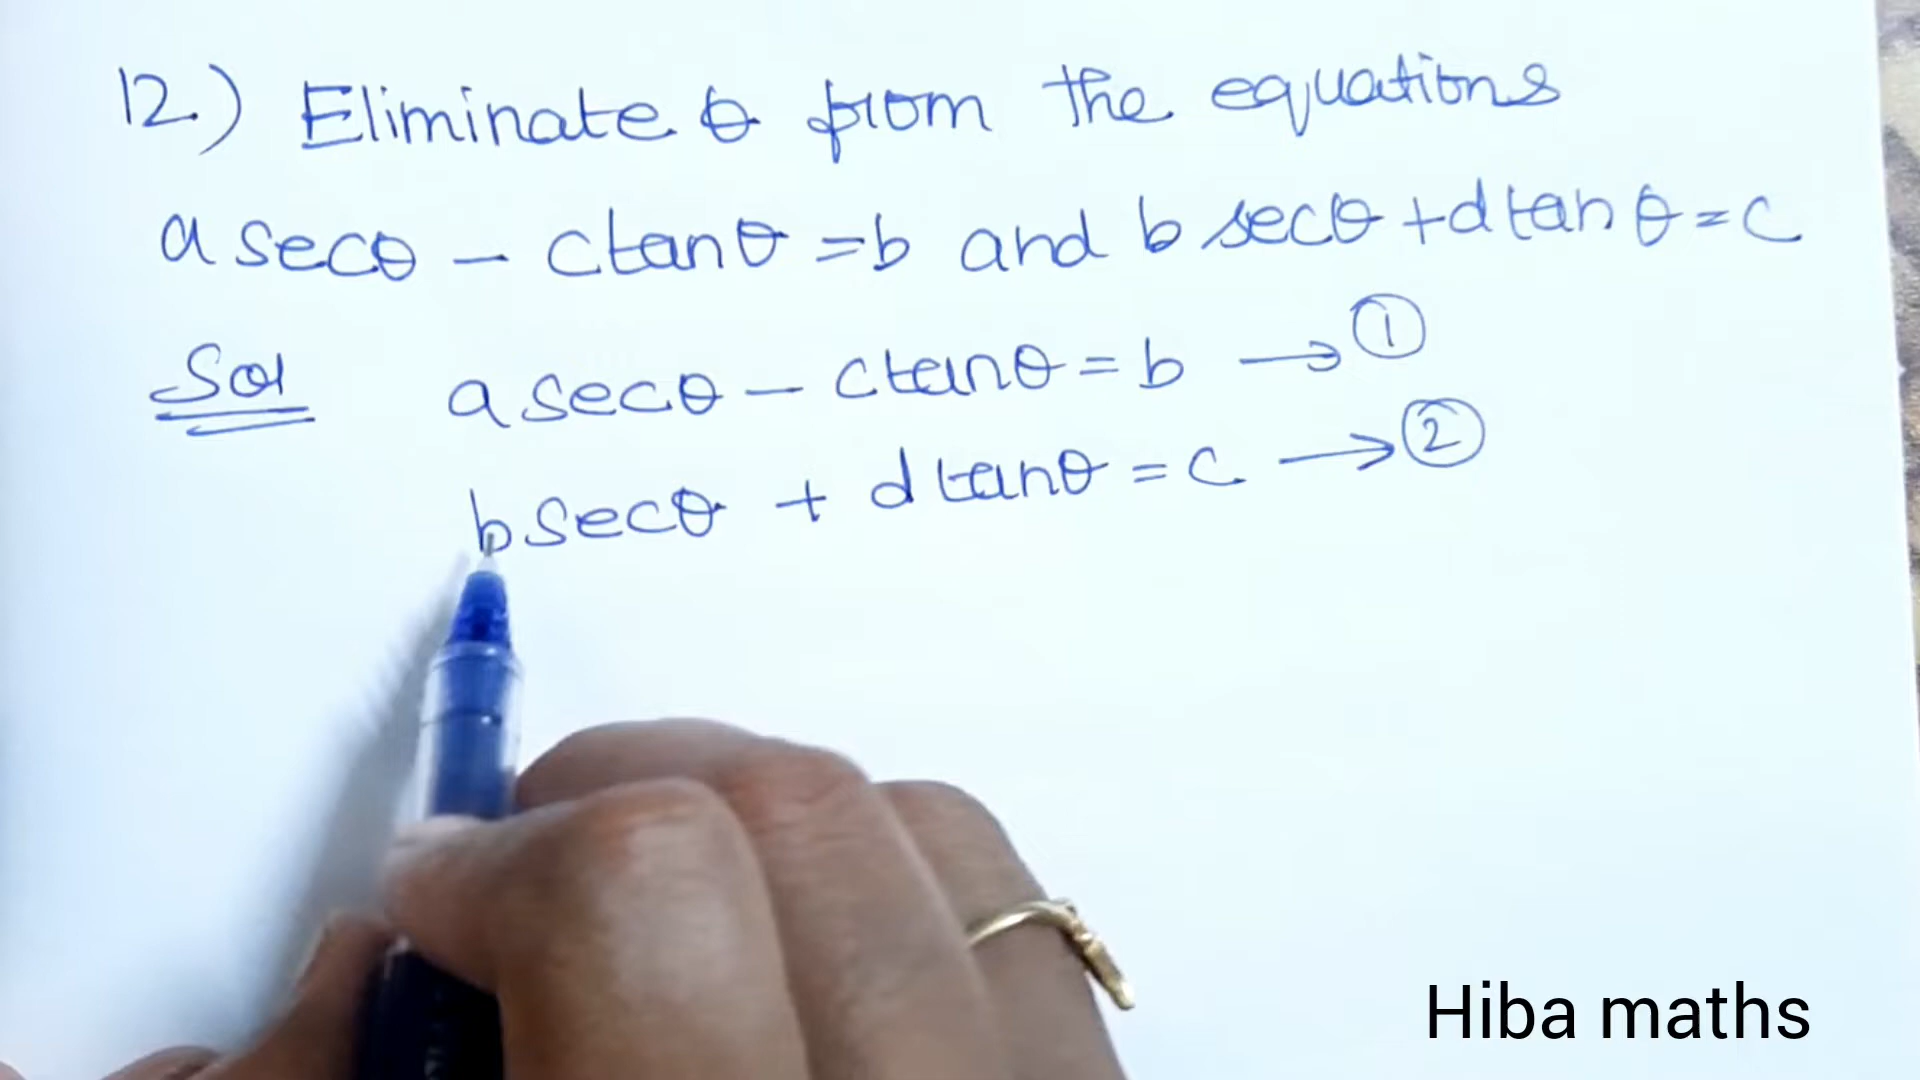 12.) Eliminate θ from the equations
a secθ - c tanθ = b and b secθ + d tan θ = c
Sol a secθ - c tanθ = b → ①
b secθ + d tanθ = c → ②
Hiba maths